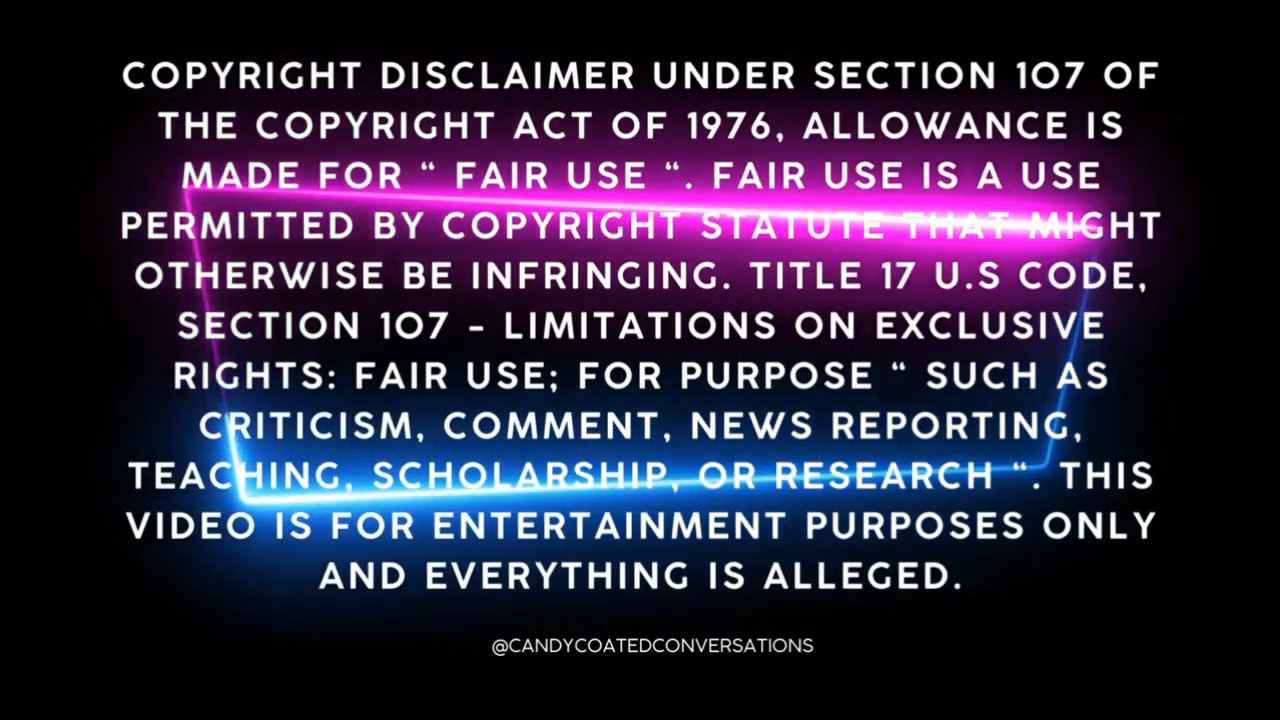 COPYRIGHT DISCLAIMER UNDER SECTION 107 OF
THE COPYRIGHT ACT OF 1976, ALLOWANCE IS
MADE FOR “ FAIR USE “. FAIR USE IS A USE
PERMITTED BY COPYRIGHT STATUTE THAT MIGHT
OTHERWISE BE INFRINGING. TITLE 17 U.S CODE,
SECTION 107 - LIMITATIONS ON EXCLUSIVE
RIGHTS: FAIR USE; FOR PURPOSE “ SUCH AS
CRITICISM, COMMENT, NEWS REPORTING,
TEACHING, SCHOLARSHIP, OR RESEARCH “. THIS
VIDEO IS FOR ENTERTAINMENT PURPOSES ONLY
AND EVERYTHING IS ALLEGED.
@CANDYCOATEDCONVERSATIONS